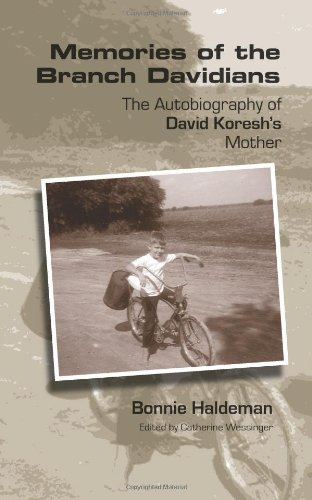 Memories of the
Branch Davidians
The Autobiography of
David Koresh's
Mother
Bonnie Haldeman
Edited by Catherine Wessinger